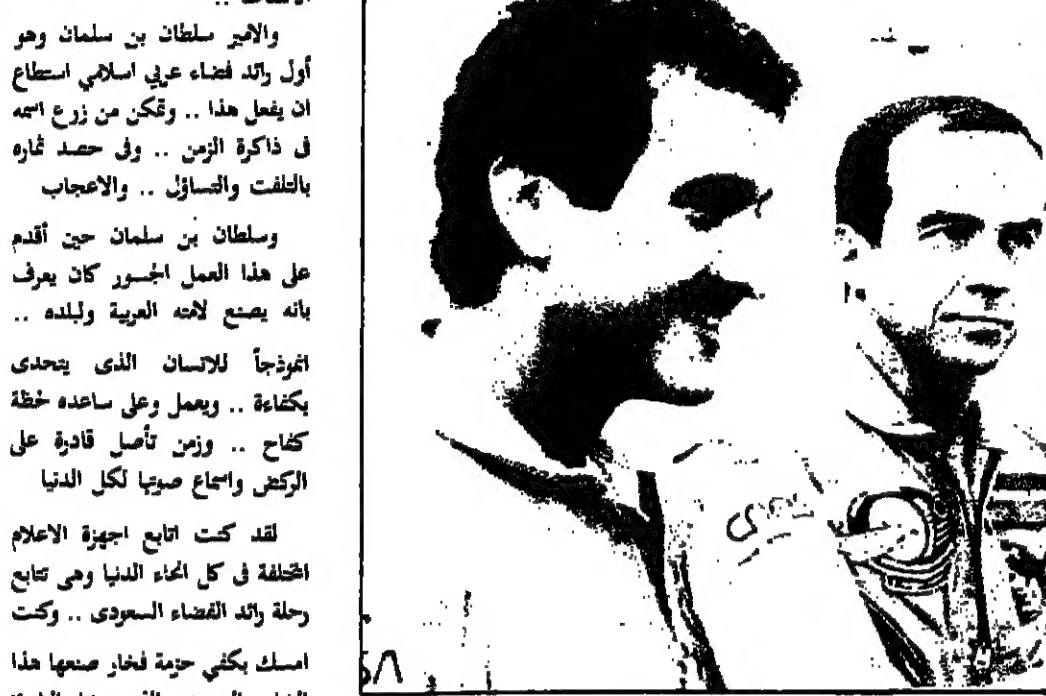 والامير سلطان بن سلمان وهو
أول رائد فضاء عربي اسلامي استطاع
ان يفعل هذا .. وتمكن من زرع اسمه
فى ذاكرة الزمن .. وفى حصد ثماره
بالتلفت والتساؤل .. والاعجاب
وسلطان بن سلمان حين أقدم
على هذا العمل الجسور كان يعرف
بانه يصنع لامته العربية ولبلده ..
انموذجاً للانسان الذى يتحدى
بكفاءة .. ويعمل وعلى ساعده لحظة
كفاح .. وزمن تأصل قادرة على
الركض واسماع صوتها لكل الدنيا
لقد كنت اتابع اجهزة الاعلام
المختلفة فى كل انحاء الدنيا وهى تتابع
رحلة رائد الفضاء السعودى .. وكنت
امسك بكفي حزمة فخار صنعها هذا